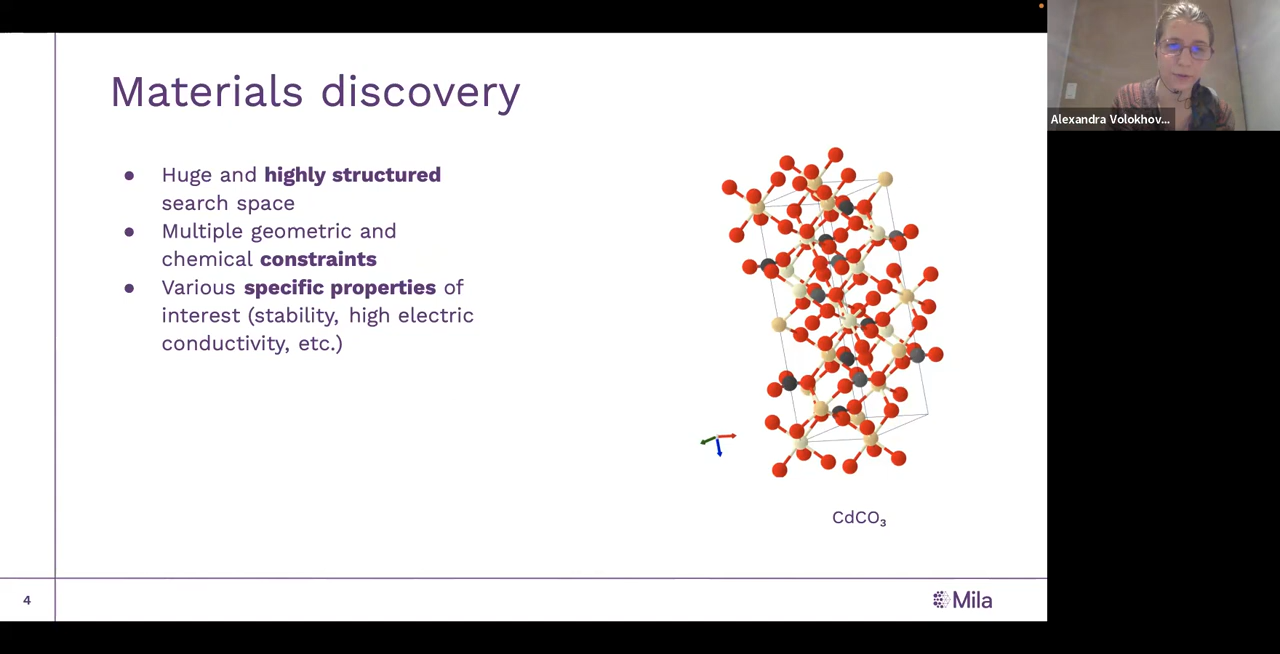 Materials discovery
● Huge and highly structured
search space
● Multiple geometric and
chemical constraints
● Various specific properties of
interest (stability, high electric
conductivity, etc.)
CdCO₃
4
Mila
Alexandra Volokhov...